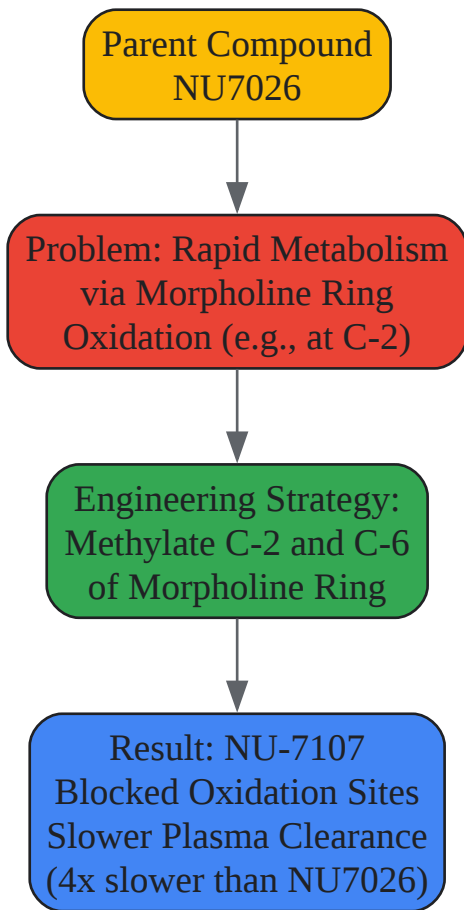 Parent Compound
NU7026
Problem: Rapid Metabolism
via Morpholine Ring
Oxidation (e.g., at C-2)
Engineering Strategy:
Methylate C-2 and C-6
of Morpholine Ring
Result: NU-7107
Blocked Oxidation Sites
Slower Plasma Clearance
(4x slower than NU7026)